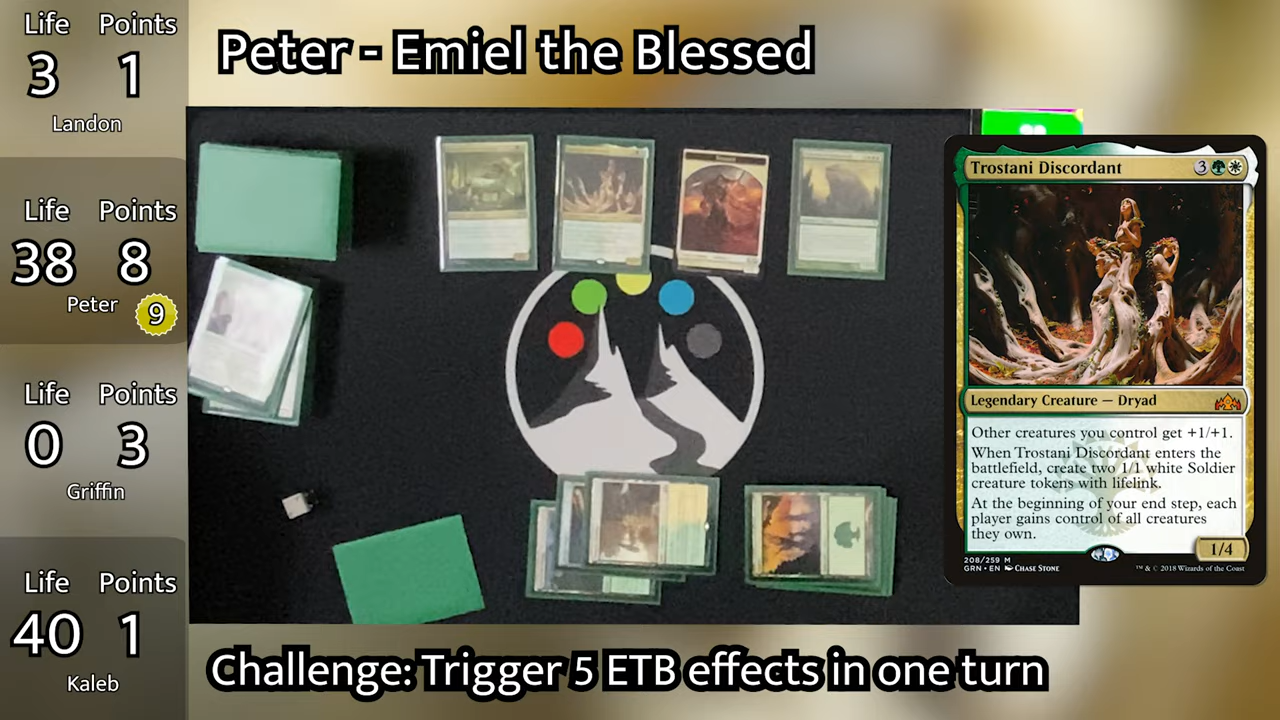 Life Points
3 1
Landon
Life Points
38 8
Peter 9
Life Points
0 3
Griffin
Life Points
40 1
Kaleb
Peter - Emiel the Blessed
Trostani Discordant 3
Legendary Creature — Dryad
Other creatures you control get +1/+1.
When Trostani Discordant enters the
battlefield, create two 1/1 white Soldier
creature tokens with lifelink.
At the beginning of your end step, each
player gains control of all creatures
they own.
1/4
208/259 M
GRN • EN Chase Stone
™ & © 2018 Wizards of the Coast
Challenge: Trigger 5 ETB effects in one turn